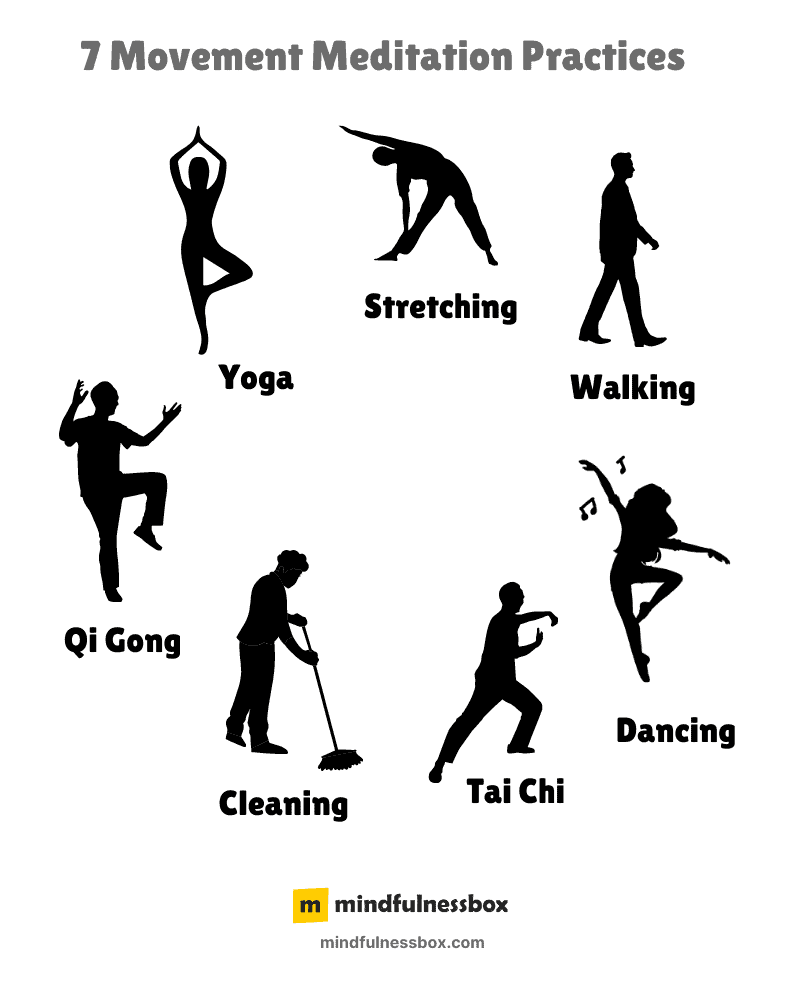 7 Movement Meditation Practices
Stretching
Yoga
Walking
Qi Gong
Dancing
Cleaning
Tai Chi
m mindfulnessbox
mindfulnessbox.com